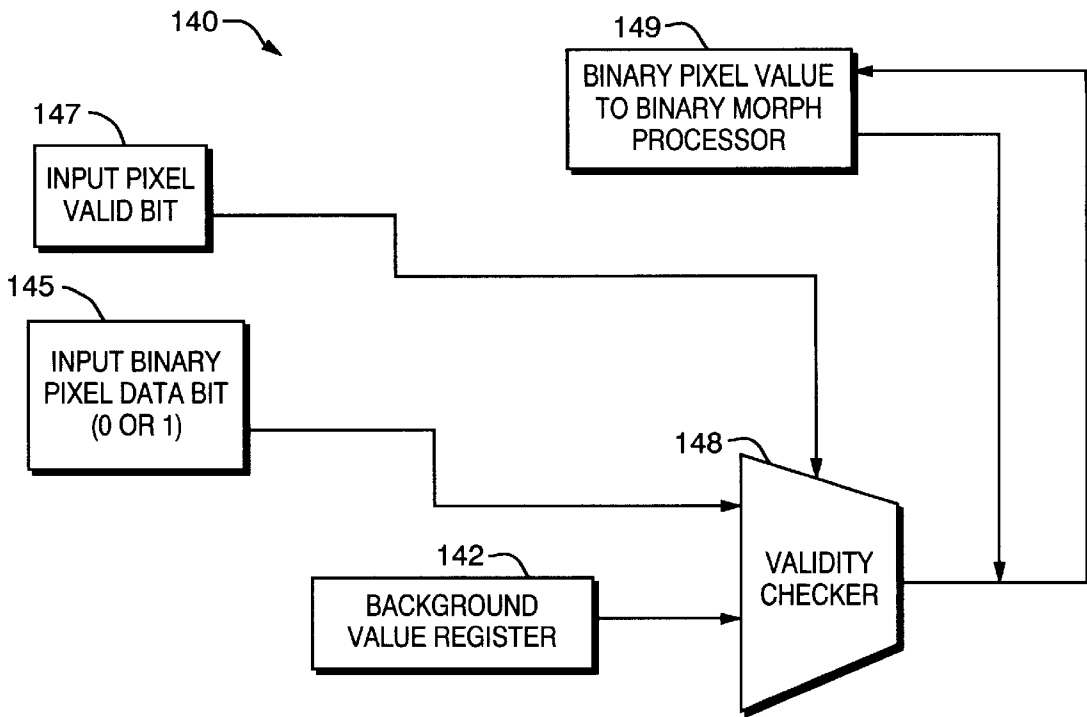 140
149
BINARY PIXEL VALUE
TO BINARY MORPH
PROCESSOR
147
INPUT PIXEL
VALID BIT
145
INPUT BINARY
PIXEL DATA BIT
(0 OR 1)
148
VALIDITY
CHECKER
142
BACKGROUND
VALUE REGISTER